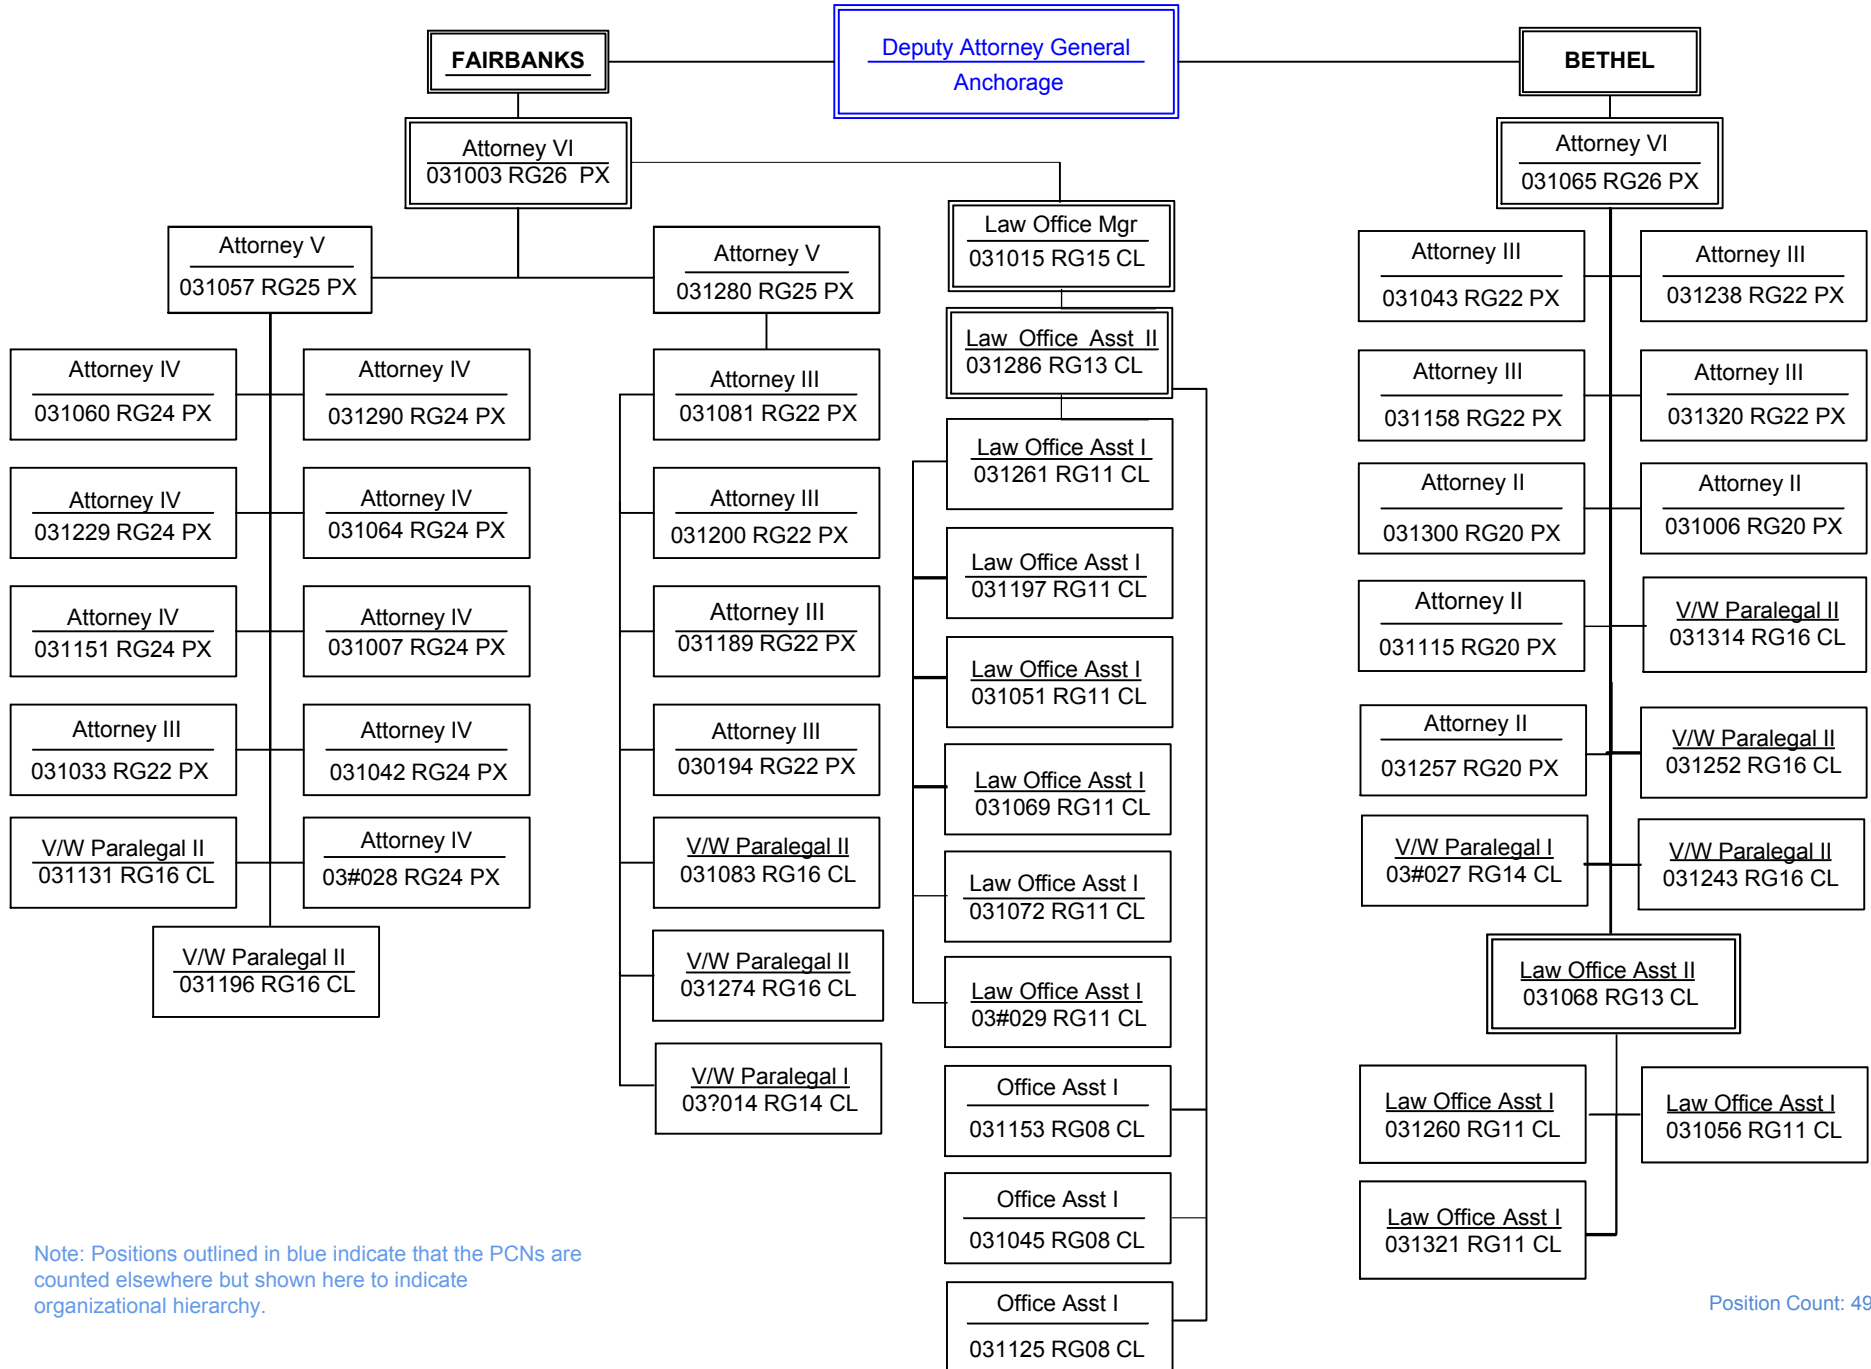 Deputy Attorney General
Anchorage
FAIRBANKS
BETHEL
Attorney VI
031003 RG26 PX
Attorney V
031057 RG25 PX
Attorney V
031280 RG25 PX
Attorney IV
031060 RG24 PX
Attorney IV
031290 RG24 PX
Attorney IV
031229 RG24 PX
Attorney IV
031064 RG24 PX
Attorney IV
031151 RG24 PX
Attorney IV
031007 RG24 PX
Attorney III
031033 RG22 PX
Attorney IV
031042 RG24 PX
V/W Paralegal II
031131 RG16 CL
Attorney IV
03#028 RG24 PX
V/W Paralegal II
031196 RG16 CL
Attorney III
031081 RG22 PX
Attorney III
031200 RG22 PX
Attorney III
031189 RG22 PX
Attorney III
030194 RG22 PX
V/W Paralegal II
031083 RG16 CL
V/W Paralegal II
031274 RG16 CL
V/W Paralegal I
03?014 RG14 CL
Law Office Mgr
031015 RG15 CL
Law Office Asst II
031286 RG13 CL
Law Office Asst I
031261 RG11 CL
Law Office Asst I
031197 RG11 CL
Law Office Asst I
031051 RG11 CL
Law Office Asst I
031069 RG11 CL
Law Office Asst I
031072 RG11 CL
Law Office Asst I
03#029 RG11 CL
Office Asst I
031153 RG08 CL
Office Asst I
031045 RG08 CL
Office Asst I
031125 RG08 CL
Attorney VI
031065 RG26 PX
Attorney III
031043 RG22 PX
Attorney III
031238 RG22 PX
Attorney III
031158 RG22 PX
Attorney III
031320 RG22 PX
Attorney II
031300 RG20 PX
Attorney II
031006 RG20 PX
Attorney II
031115 RG20 PX
V/W Paralegal II
031314 RG16 CL
Attorney II
031257 RG20 PX
V/W Paralegal II
031252 RG16 CL
V/W Paralegal I
03#027 RG14 CL
V/W Paralegal II
031243 RG16 CL
Law Office Asst II
031068 RG13 CL
Law Office Asst I
031260 RG11 CL
Law Office Asst I
031056 RG11 CL
Law Office Asst I
031321 RG11 CL
Note: Positions outlined in blue indicate that the PCNs are
counted elsewhere but shown here to indicate
organizational hierarchy.
Position Count: 49